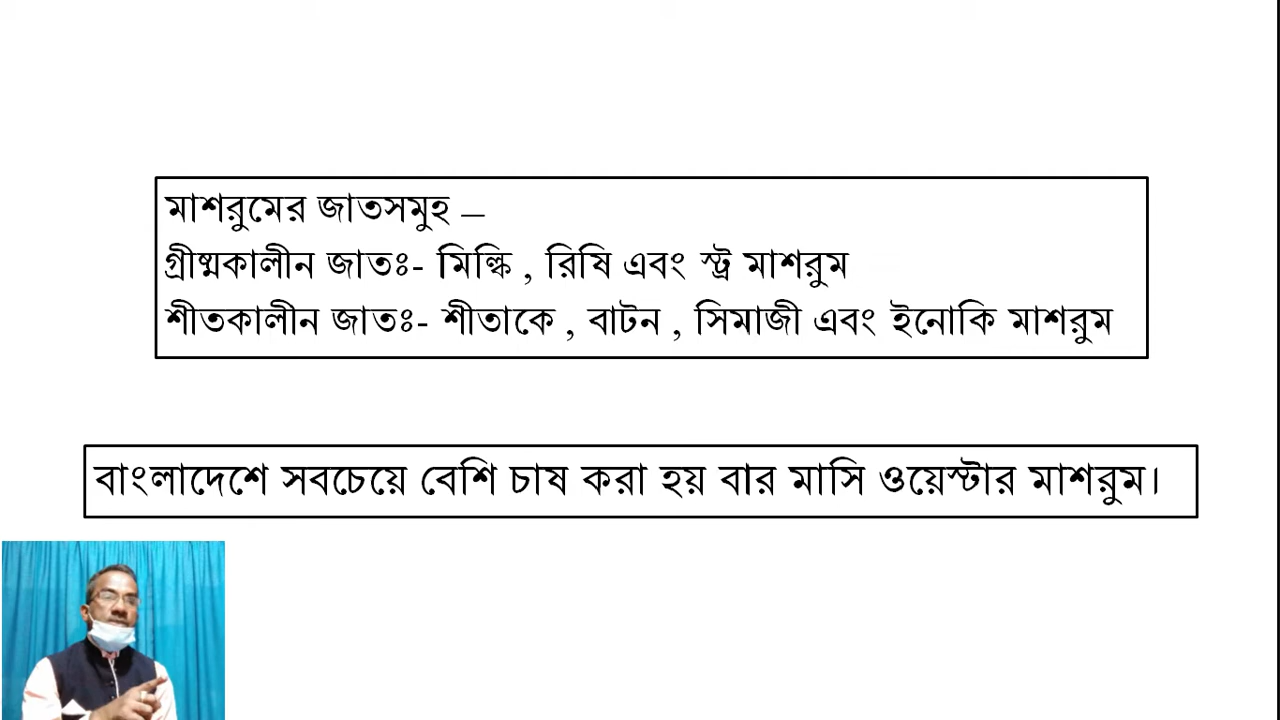 মাশরুমের জাতসমুহ –
গ্রীষ্মকালীন জাতঃ- মিল্কি , রিষি এবং স্ট্র মাশরুম
শীতকালীন জাতঃ- শীতাকে , বাটন , সিমাজী এবং ইনোকি মাশরুম
বাংলাদেশে সবচেয়ে বেশি চাষ করা হয় বার মাসি ওয়েস্টার মাশরুম।